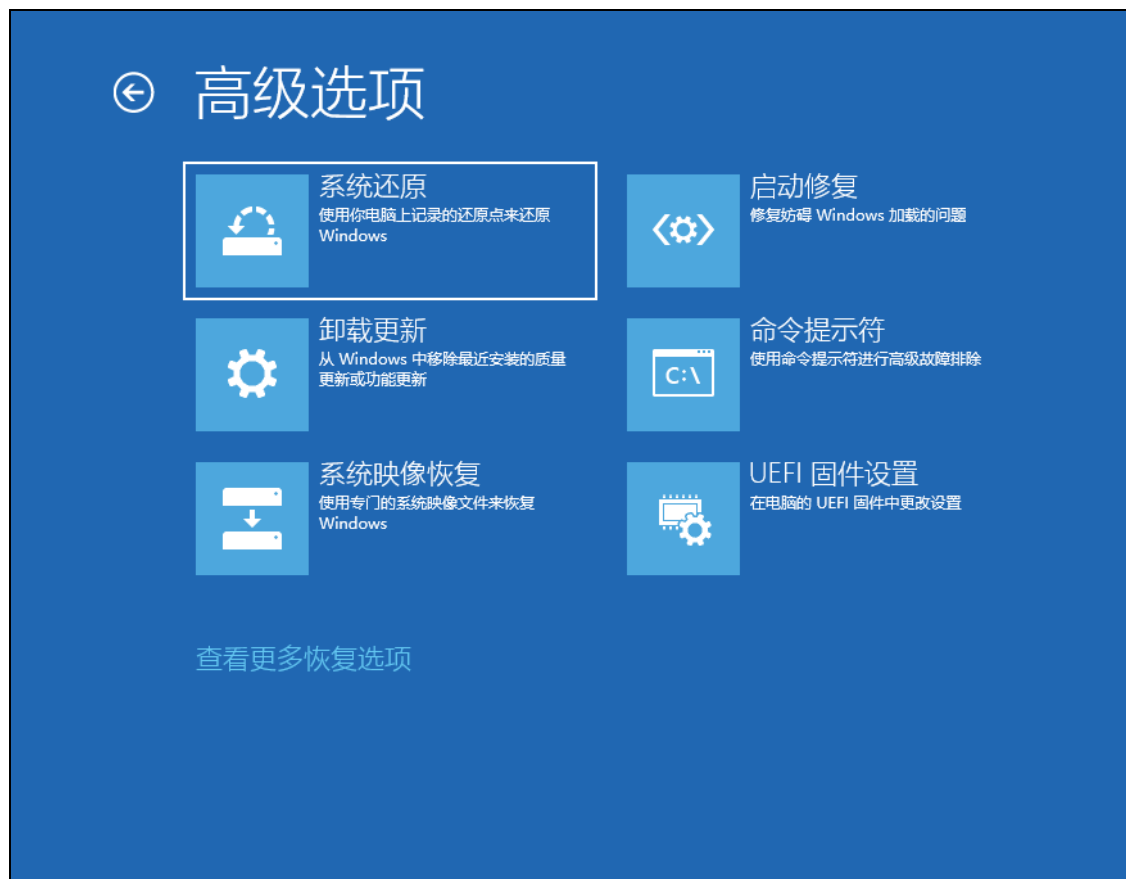 高级选项
系统还原
使用你电脑上记录的还原点来还原
Windows
启动修复
修复妨碍 Windows 加载的问题
卸载更新
从 Windows 中移除最近安装的质量
更新或功能更新
命令提示符
使用命令提示符进行高级故障排除
C:\
系统映像恢复
使用专门的系统映像文件来恢复
Windows
UEFI 固件设置
在电脑的 UEFI 固件中更改设置
查看更多恢复选项